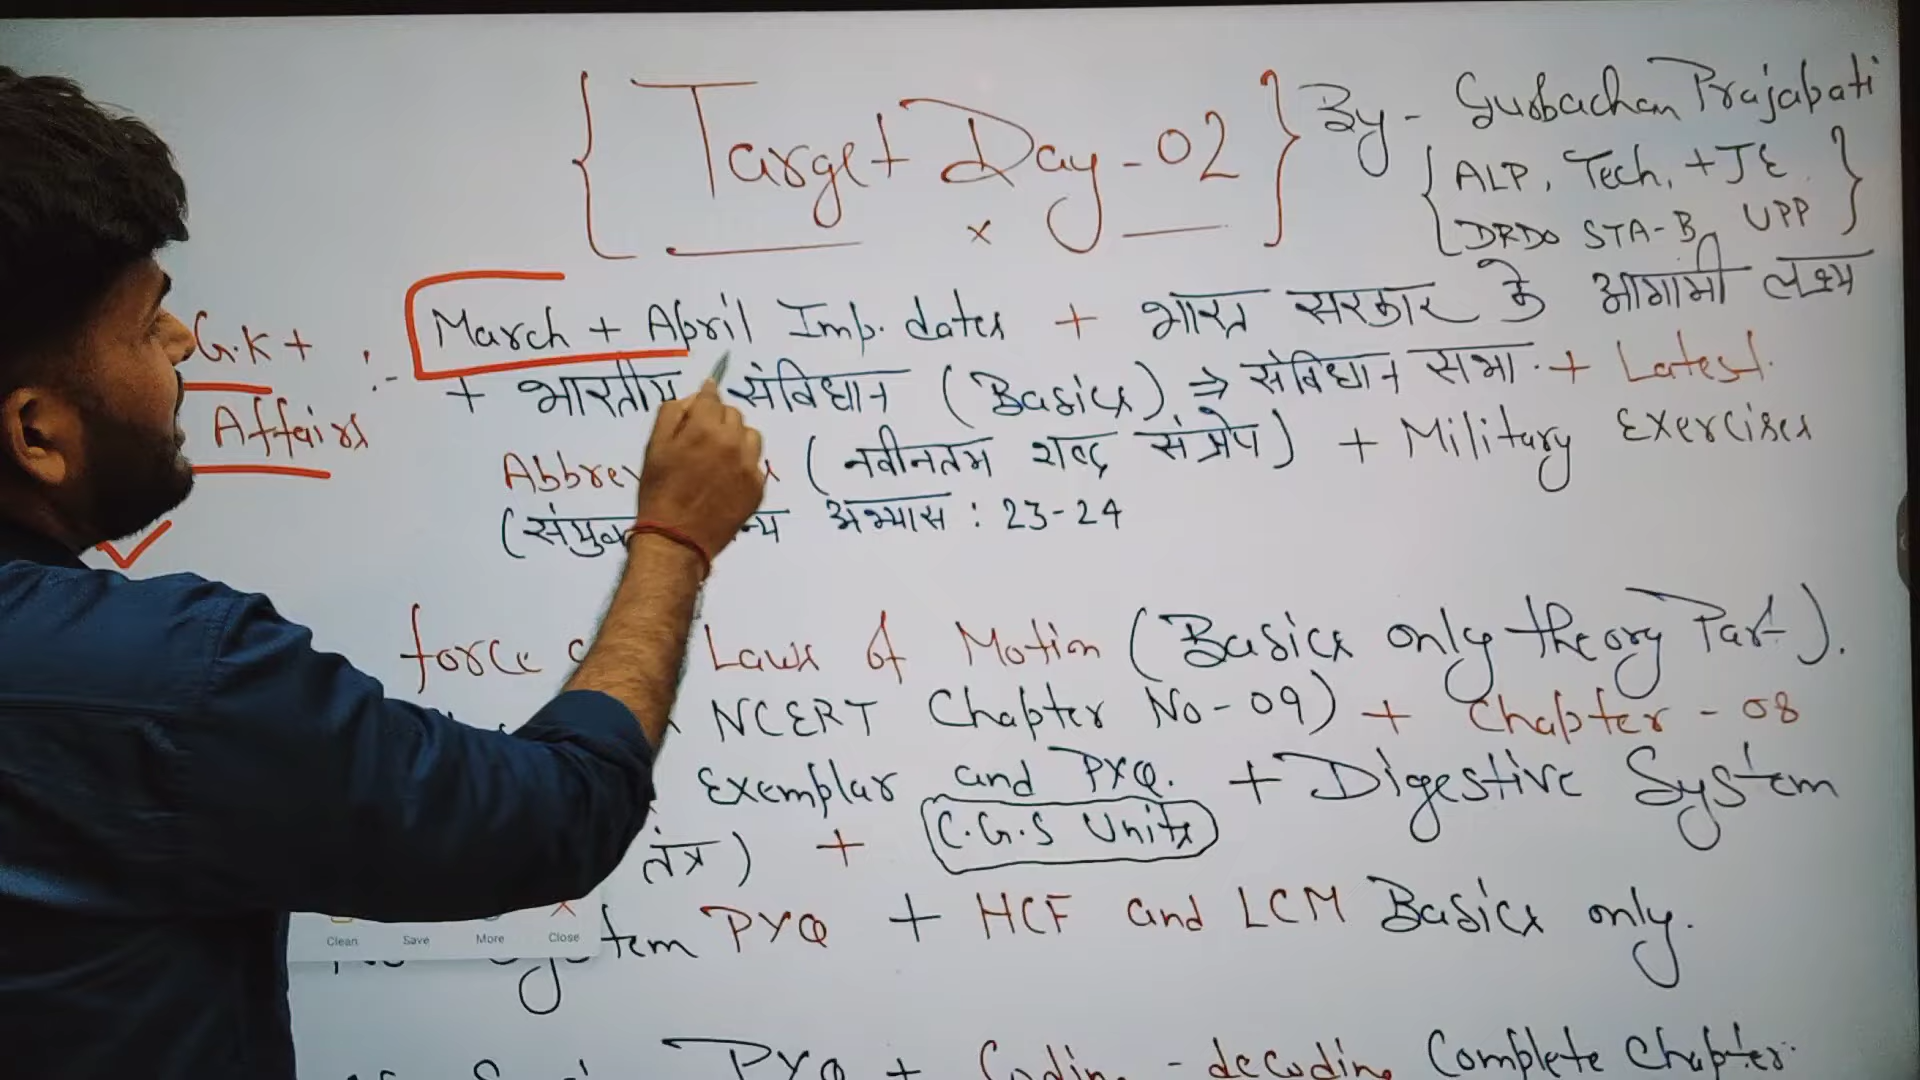 { Target Day-02 } By- Gurbachan Prajapati
{ ALP, Tech, + JE
DRDO STA-B, UPP }
G.K + Affairs :- March + April Imp. dates + भारत सरकार के आगामी लक्ष्य
+ भारतीय संविधान (Basics) ⇒ संविधान सभा + Latest
(नवीनतम शब्द संक्षेप) + Military Exercises
अभ्यास : 23-24
force Laws of Motion (Basics only theory Part).
NCERT Chapter No-09) + Chapter-08
Exemplar and PYQ. + Digestive System
तंत्र) + C.G.S Units
PYQ + HCF and LCM Basics only.
Clean Save More Close
PYQ + Coding-decoding Complete Chapter.